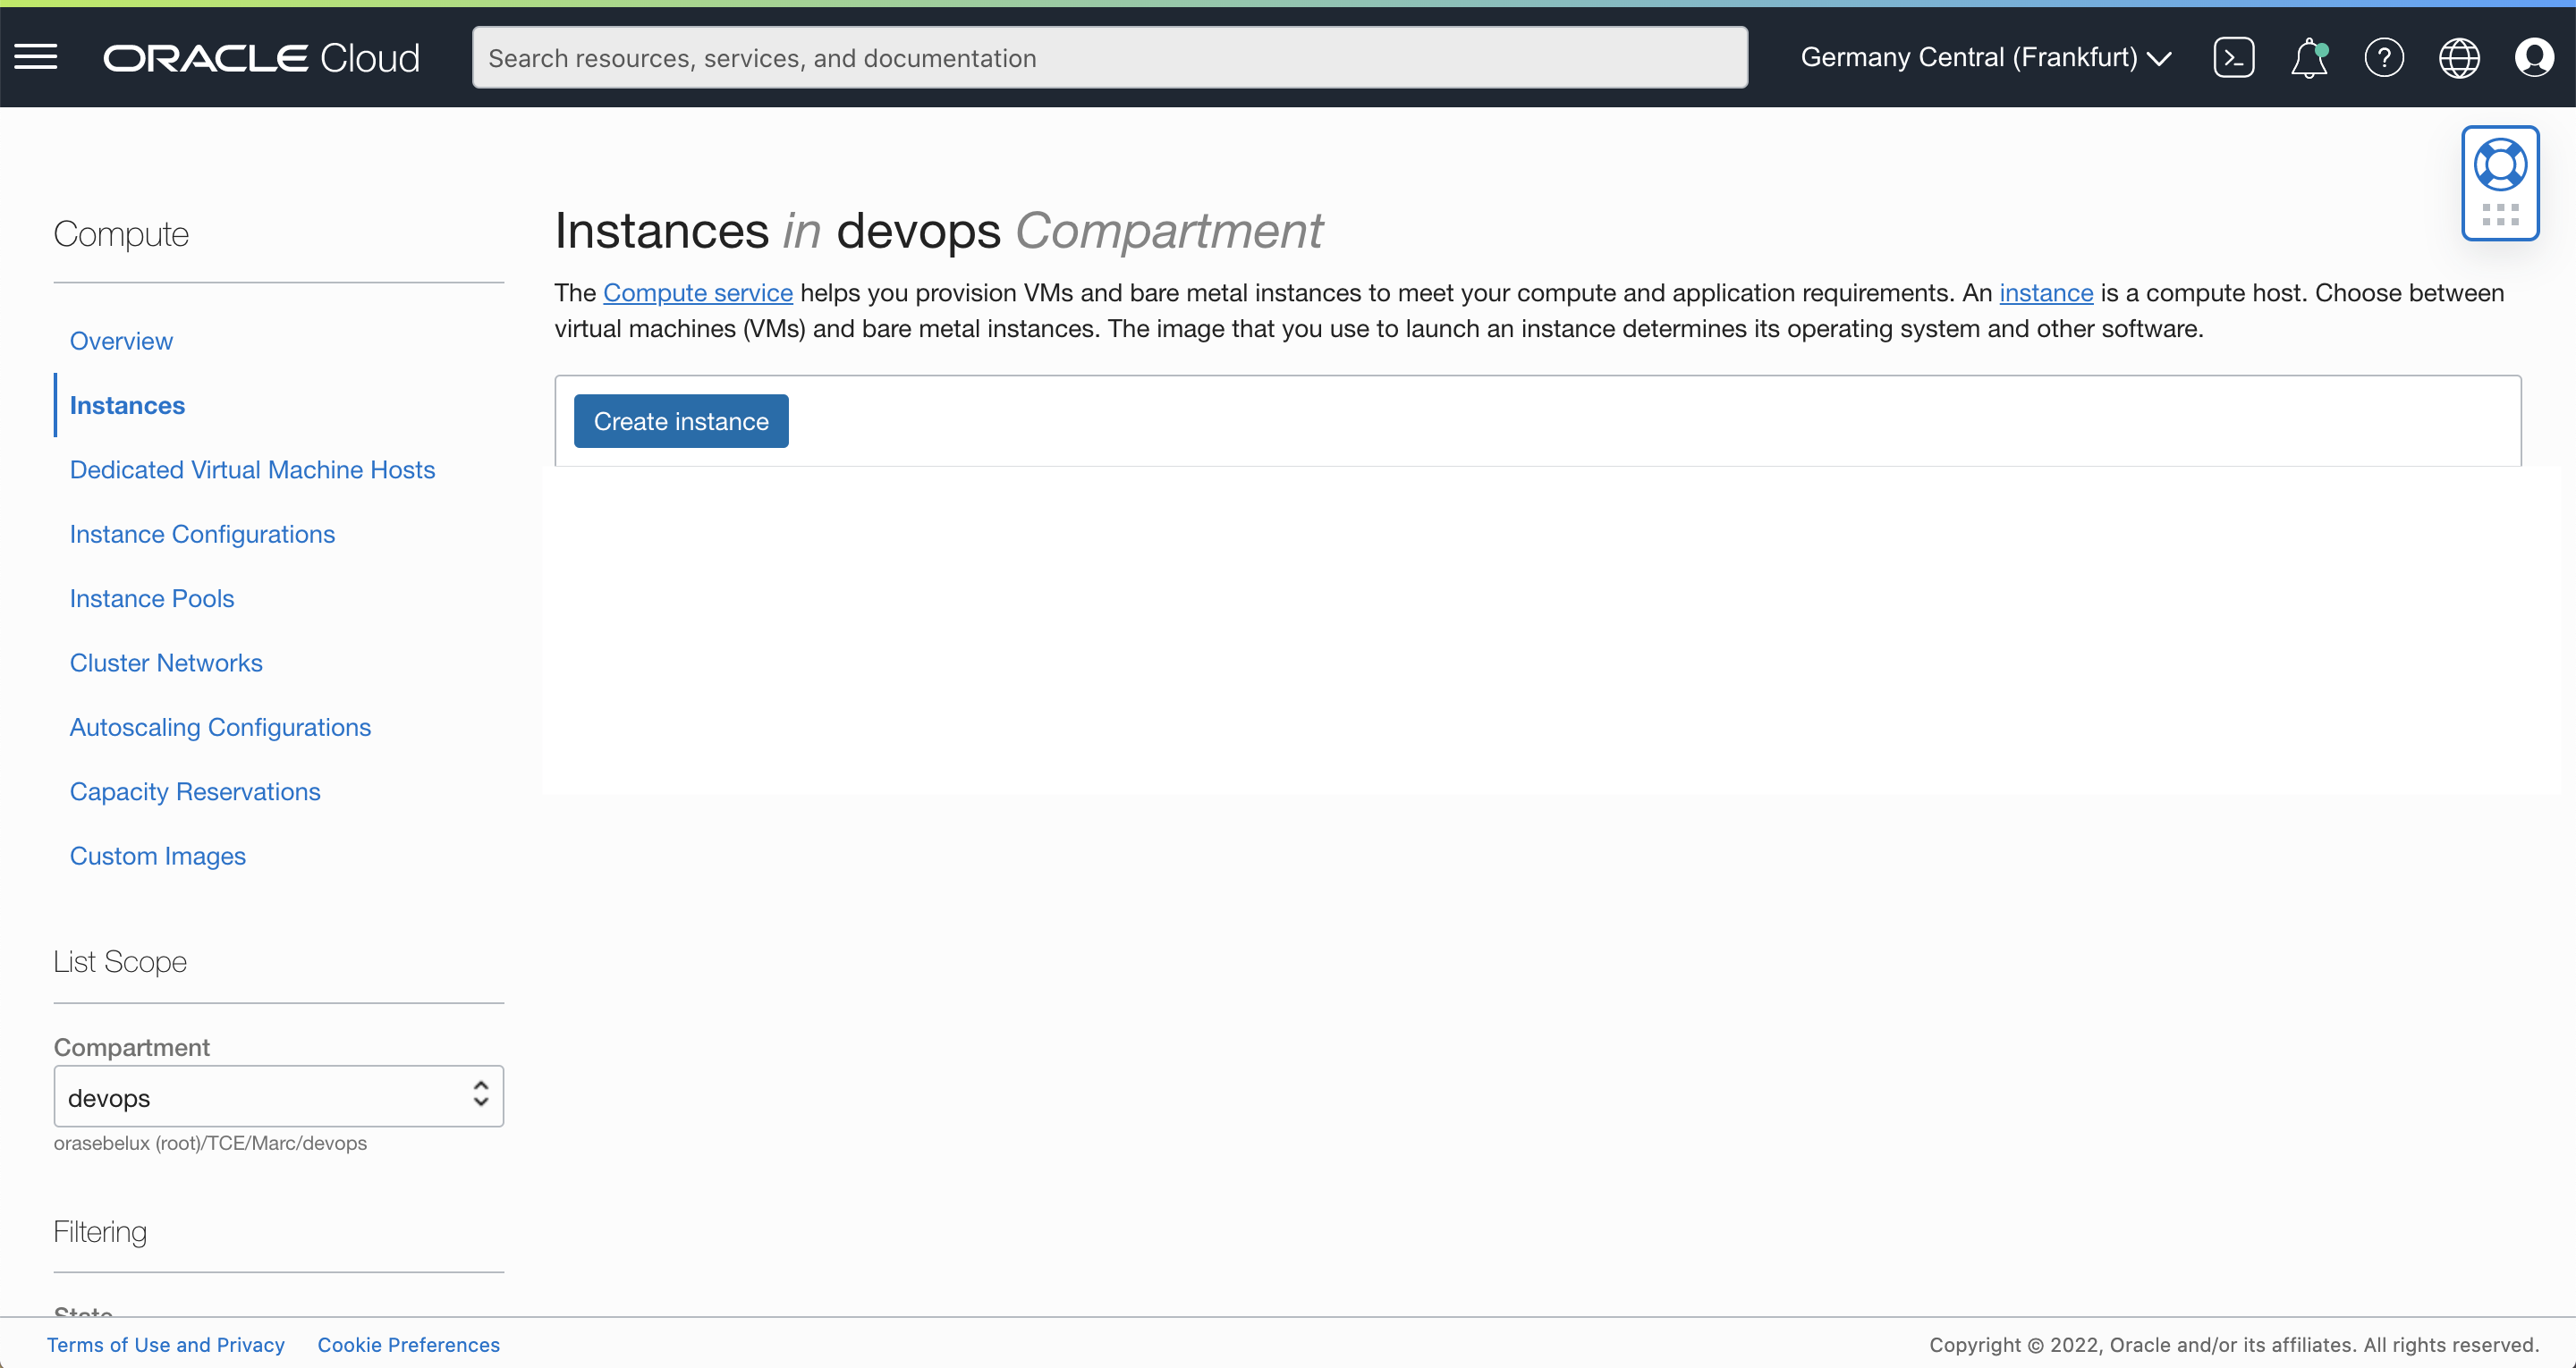 ORACLE Cloud
Search resources, services, and documentation
Germany Central (Frankfurt)
Compute
Overview
Instances
Dedicated Virtual Machine Hosts
Instance Configurations
Instance Pools
Cluster Networks
Autoscaling Configurations
Capacity Reservations
Custom Images
List Scope
Compartment
devops
orasebelux (root)/TCE/Marc/devops
Filtering
State
Instances in devops Compartment
The Compute service helps you provision VMs and bare metal instances to meet your compute and application requirements. An instance is a compute host. Choose between
virtual machines (VMs) and bare metal instances. The image that you use to launch an instance determines its operating system and other software.
Create instance
Terms of Use and Privacy
Cookie Preferences
Copyright © 2022, Oracle and/or its affiliates. All rights reserved.